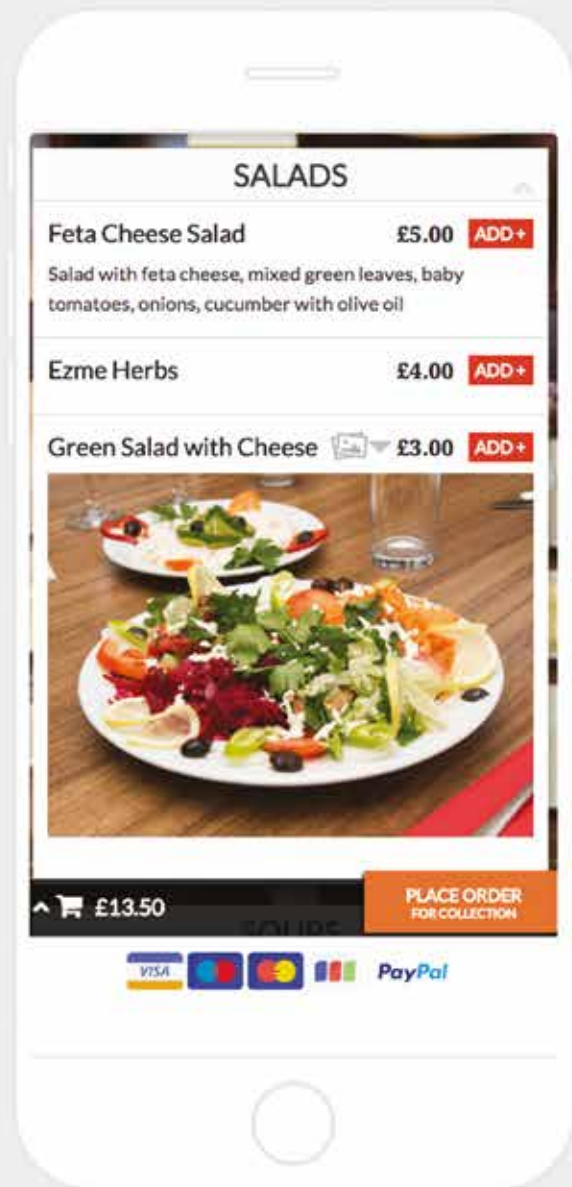 SALADS
Feta Cheese Salad £5.00 ADD+
Salad with feta cheese, mixed green leaves, baby
tomatoes, onions, cucumber with olive oil
Ezme Herbs £4.00 ADD+
Green Salad with Cheese £3.00 ADD+
£13.50 PLACE ORDER
FOR COLLECTION
SOUPS
VISA PayPal